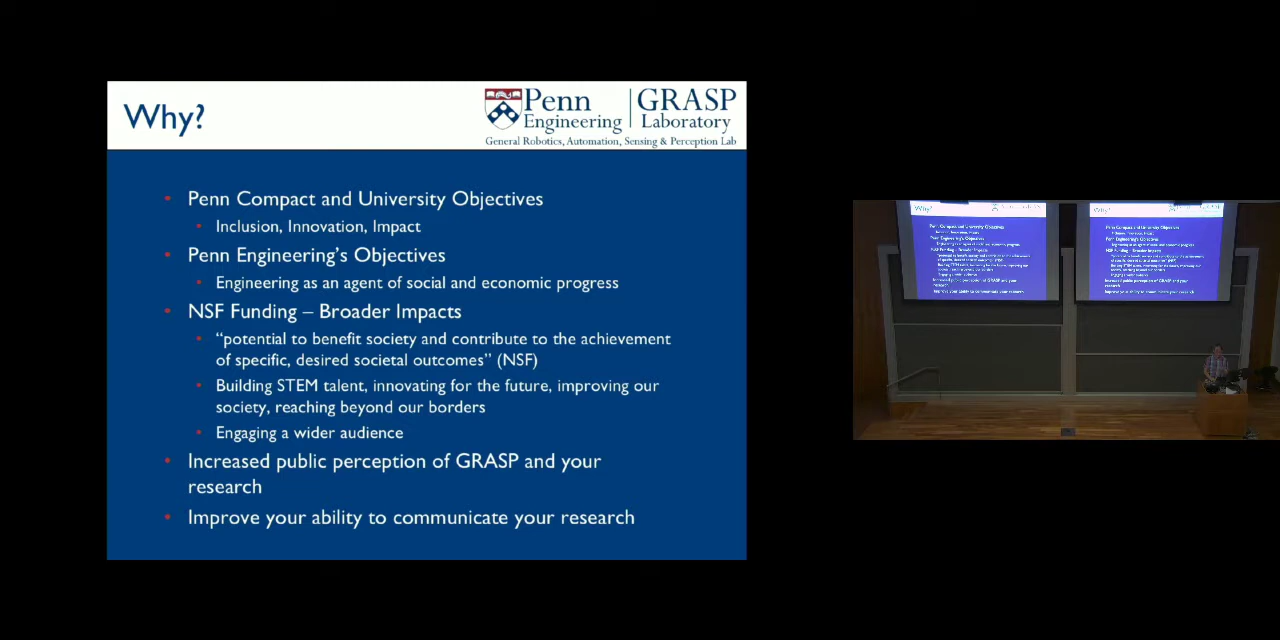 Why?
Penn Engineering
GRASP Laboratory
General Robotics, Automation, Sensing & Perception Lab
Penn Compact and University Objectives
Inclusion, Innovation, Impact
Penn Engineering's Objectives
Engineering as an agent of social and economic progress
NSF Funding – Broader Impacts
“potential to benefit society and contribute to the achievement
of specific, desired societal outcomes” (NSF)
Building STEM talent, innovating for the future, improving our
society, reaching beyond our borders
Engaging a wider audience
Increased public perception of GRASP and your
research
Improve your ability to communicate your research